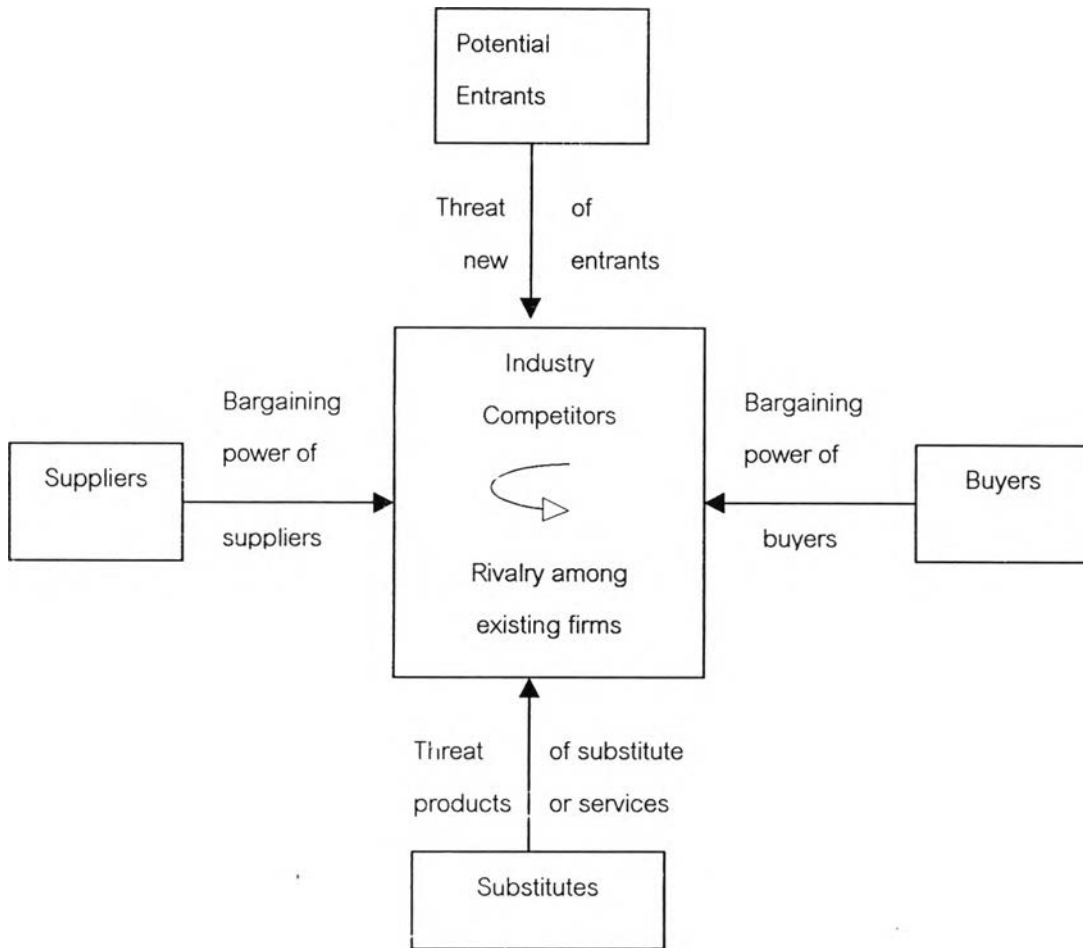 Potential
Entrants
Threat of
new entrants
Industry
Competitors
Bargaining
power of
suppliers
Suppliers
Bargaining
power of
buyers
Buyers
Rivalry among
existing firms
Threat of substitute
products or services
Substitutes